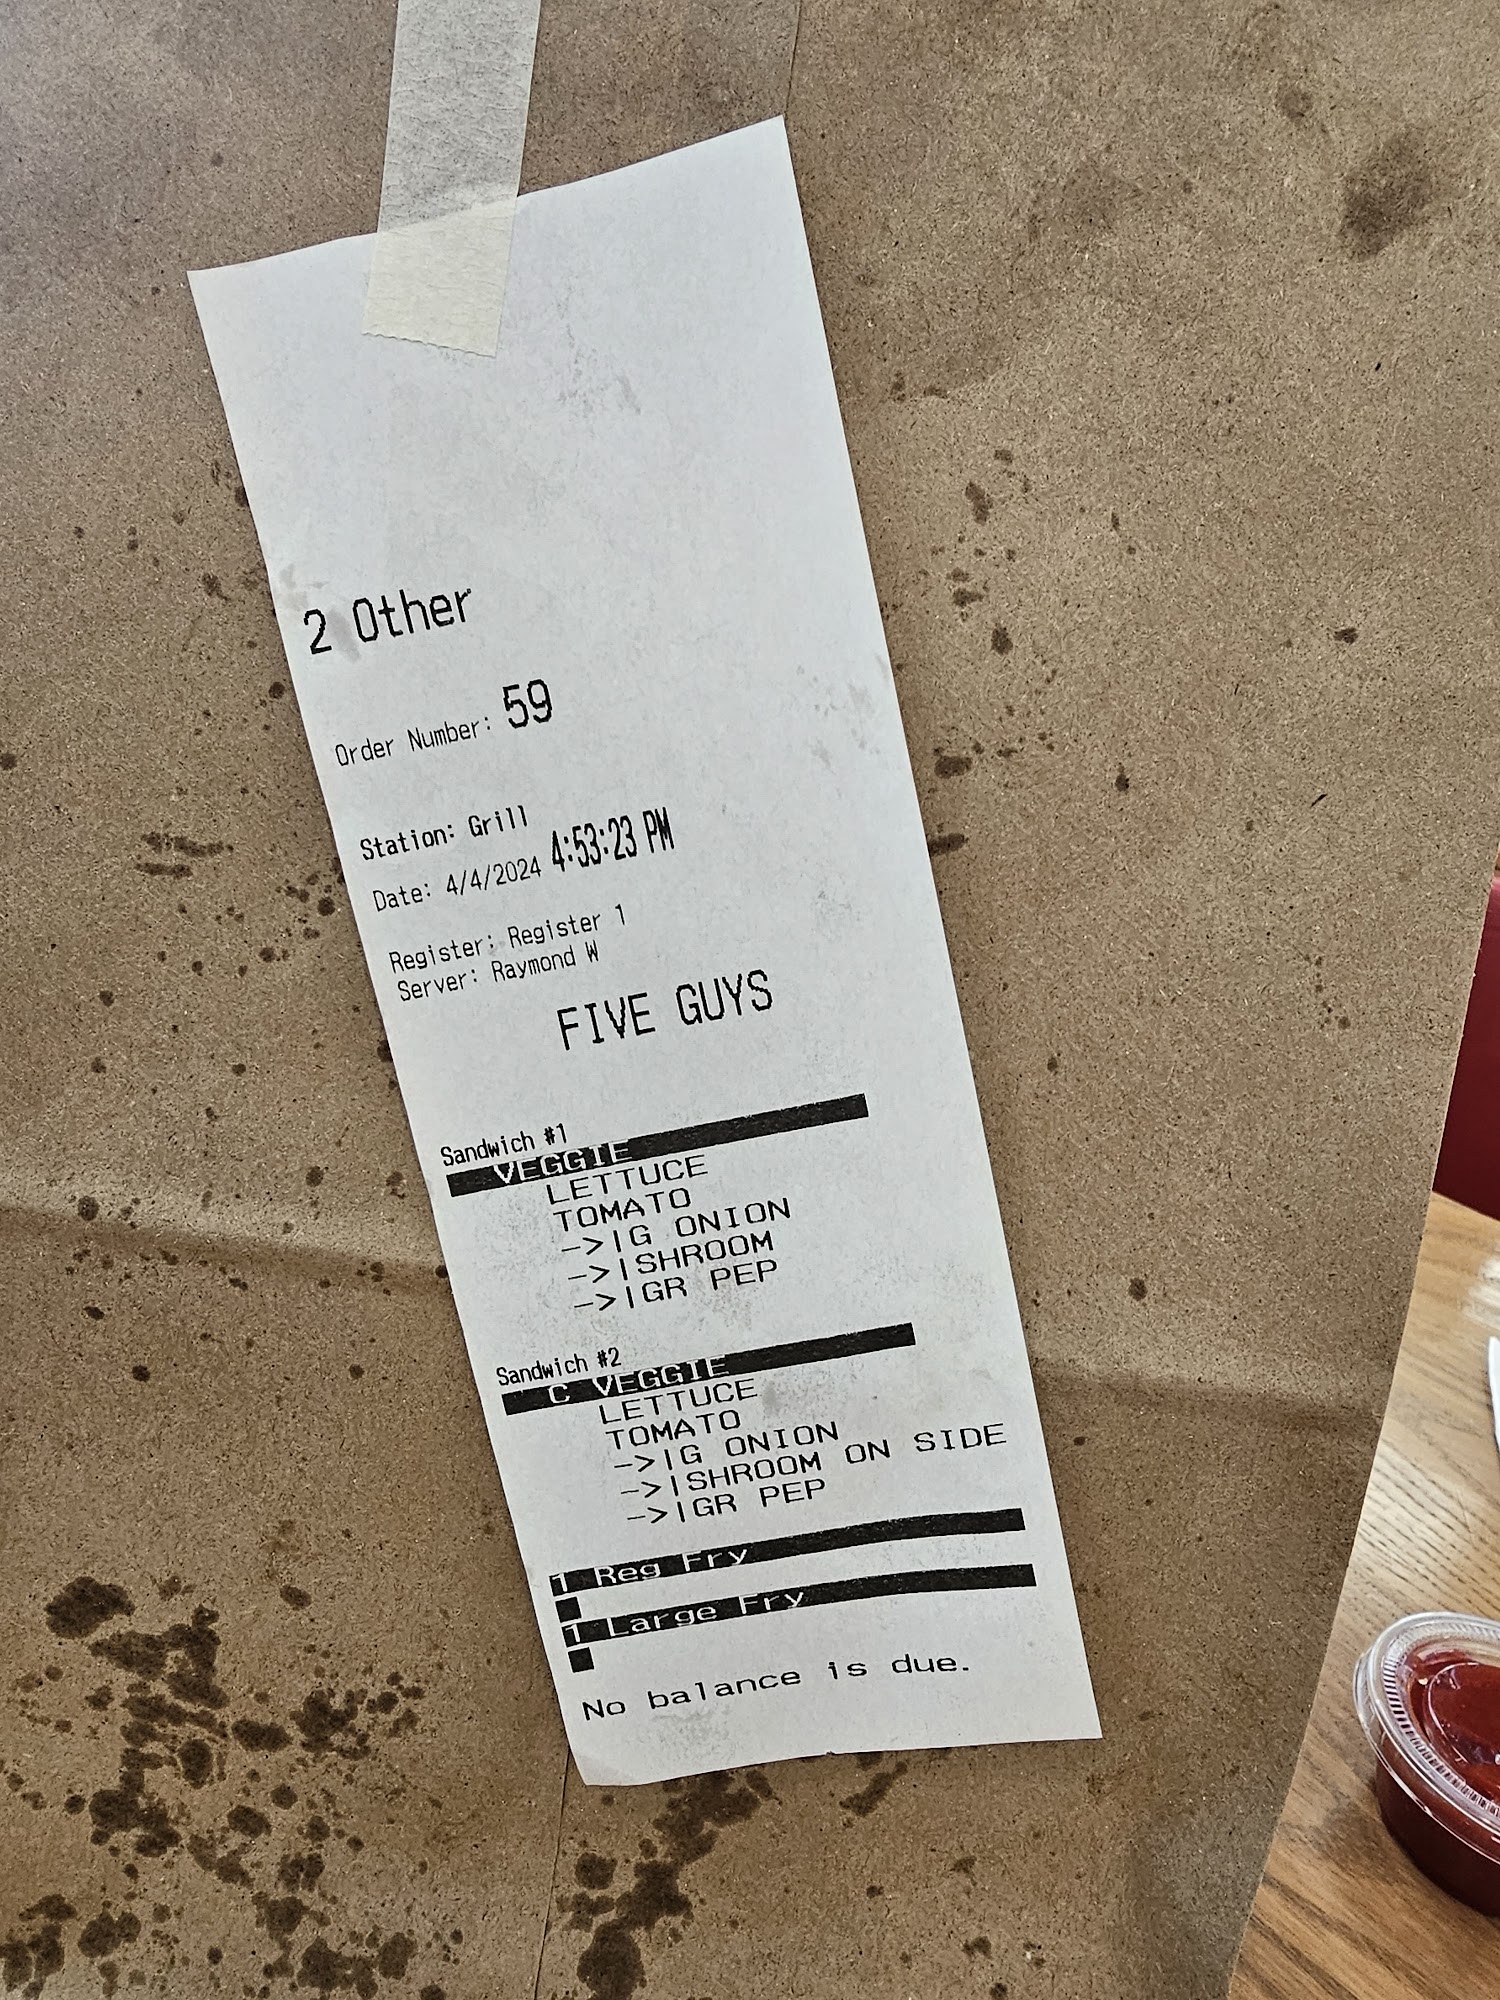 2 Other
Order Number: 59
Station: Grill
Date: 4/4/2024 4:53:23 PM
Register: Register 1
Server: Raymond W
FIVE GUYS
Sandwich #1
VEGGIE
LETTUCE
TOMATO
->|G ONION
->|SHROOM
->|GR PEP
Sandwich #2
C VEGGIE
LETTUCE
TOMATO
->|G ONION
->|SHROOM ON SIDE
->|GR PEP
1 Reg Fry
1 Large Fry
No balance is due.